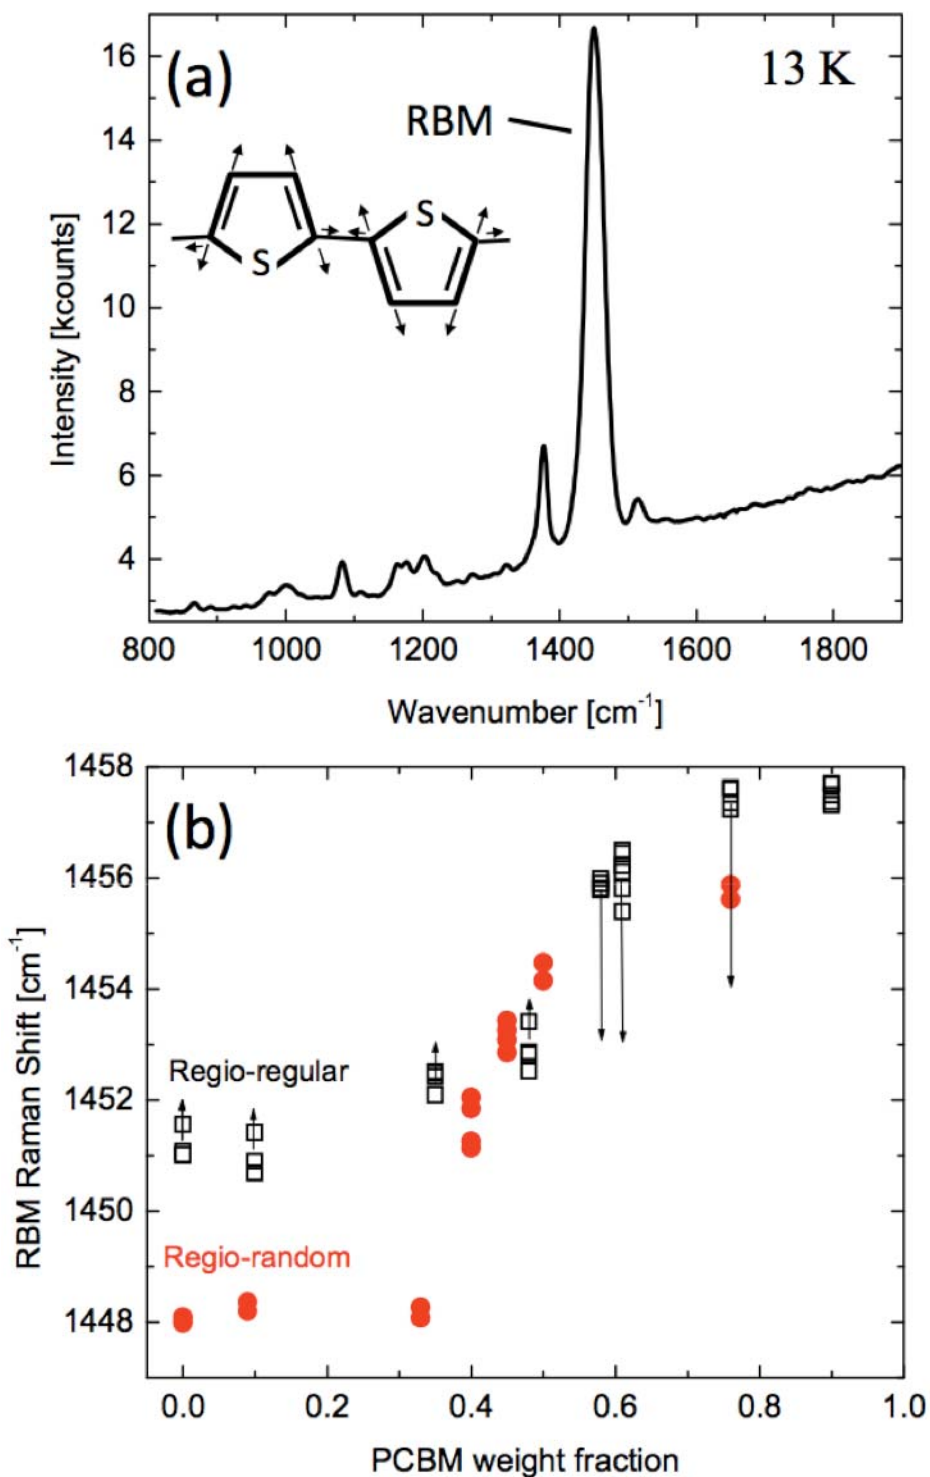 (a)
13 K
RBM
S
S
16
14
12
10
8
6
4
Intensity [kcounts]
800 1000 1200 1400 1600 1800
Wavenumber [cm⁻¹]
(b)
1458
1456
1454
1452
1450
1448
RBM Raman Shift [cm⁻¹]
Regio-regular
Regio-random
0.0 0.2 0.4 0.6 0.8 1.0
PCBM weight fraction